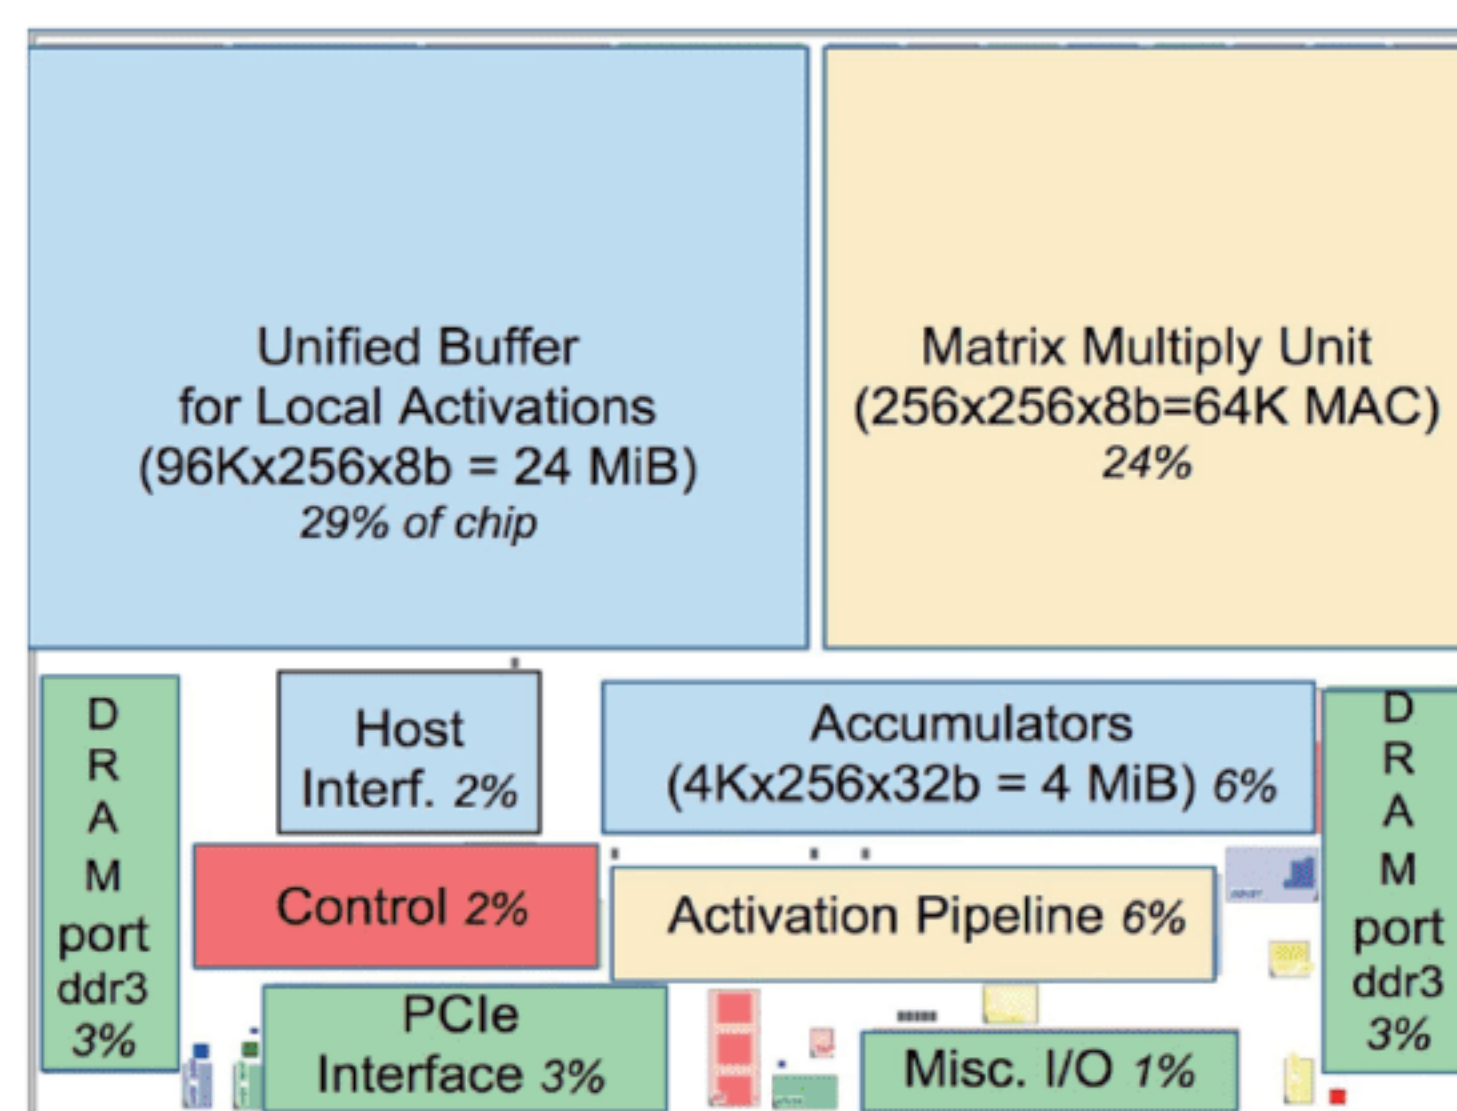 Unified Buffer
for Local Activations
(96Kx256x8b = 24 MiB)
29% of chip
Matrix Multiply Unit
(256x256x8b=64K MAC)
24%
D
R
A
M
port
ddr3
3%
Host
Interf. 2%
Accumulators
(4Kx256x32b = 4 MiB) 6%
D
R
A
M
port
ddr3
3%
Control 2%
Activation Pipeline 6%
PCIe
Interface 3%
Misc. I/O 1%